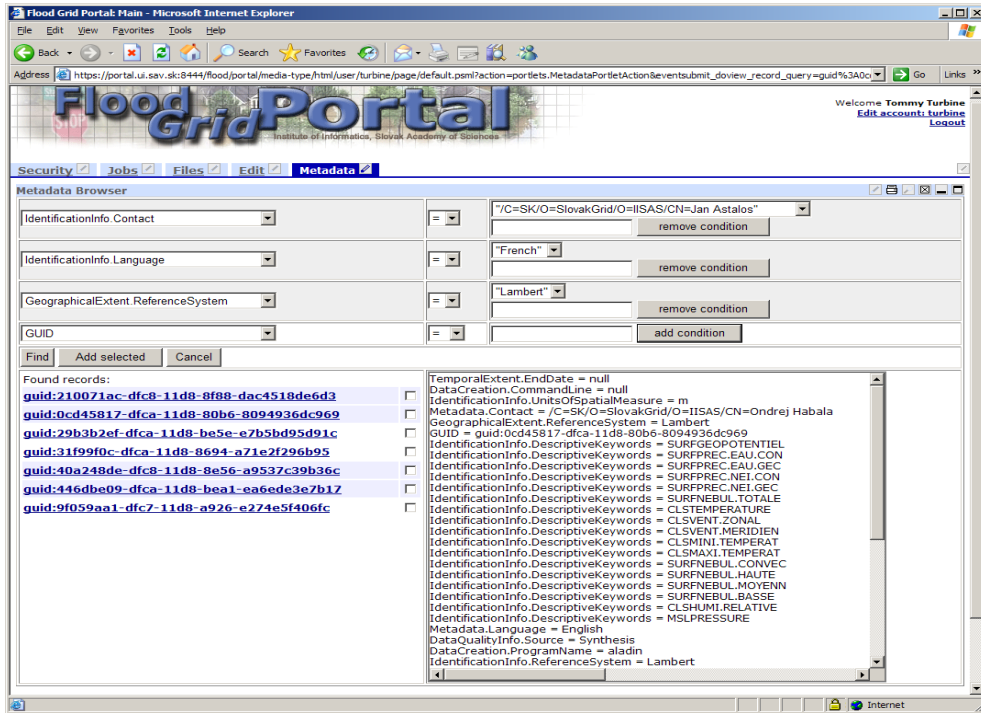 Flood Grid Portal: Main - Microsoft Internet Explorer
File Edit View Favorites Tools Help
Back Search Favorites
Address https://portal.ui.sav.sk:8444/flood/portal/media-type/html/user/turbine/page/default.psml?action=portlets.MetadataPortletAction&eventsubmit_doview_record_query=guid%3A0c Go Links »
Flood Grid Portal
Institute of Informatics, Slovak Academy of Sciences
STOP
Welcome Tommy Turbine
Edit account: turbine
Logout
Security Jobs Files Edit Metadata
Metadata Browser
IdentificationInfo.Contact = "/C=SK/O=SlovakGrid/O=IISAS/CN=Jan Astalos"
remove condition
IdentificationInfo.Language = "French"
remove condition
GeographicalExtent.ReferenceSystem = "Lambert"
remove condition
GUID = add condition
Find Add selected Cancel
Found records:
guid:210071ac-dfc8-11d8-8f88-dac4518de6d3
guid:0cd45817-dfca-11d8-80b6-8094936dc969
guid:29b3b2ef-dfca-11d8-be5e-e7b5bd95d91c
guid:31f99f0c-dfca-11d8-8694-a71e2f296b95
guid:40a248de-dfc8-11d8-8e56-a9537c39b36c
guid:446dbe09-dfca-11d8-bea1-ea6ede3e7b17
guid:9f059aa1-dfc7-11d8-a926-e274e5f406fc
TemporalExtent.EndDate = null
DataCreation.CommandLine = null
IdentificationInfo.UnitsOfSpatialMeasure = m
Metadata.Contact = /C=SK/O=SlovakGrid/O=IISAS/CN=Ondrej Habala
GeographicalExtent.ReferenceSystem = Lambert
GUID = guid:0cd45817-dfca-11d8-80b6-8094936dc969
IdentificationInfo.DescriptiveKeywords = SURFGEOPOTENTIEL
IdentificationInfo.DescriptiveKeywords = SURFPREC.EAU.CON
IdentificationInfo.DescriptiveKeywords = SURFPREC.EAU.GEC
IdentificationInfo.DescriptiveKeywords = SURFPREC.NEI.CON
IdentificationInfo.DescriptiveKeywords = SURFPREC.NEI.GEC
IdentificationInfo.DescriptiveKeywords = SURFNEBUL.TOTALE
IdentificationInfo.DescriptiveKeywords = CLSTEMPERATURE
IdentificationInfo.DescriptiveKeywords = CLSVENT.ZONAL
IdentificationInfo.DescriptiveKeywords = CLSVENT.MERIDIEN
IdentificationInfo.DescriptiveKeywords = CLSMINI.TEMPERAT
IdentificationInfo.DescriptiveKeywords = CLSMAXI.TEMPERAT
IdentificationInfo.DescriptiveKeywords = SURFNEBUL.CONVEC
IdentificationInfo.DescriptiveKeywords = SURFNEBUL.HAUTE
IdentificationInfo.DescriptiveKeywords = SURFNEBUL.MOYENN
IdentificationInfo.DescriptiveKeywords = SURFNEBUL.BASSE
IdentificationInfo.DescriptiveKeywords = CLSHUMI.RELATIVE
IdentificationInfo.DescriptiveKeywords = MSLPRESSURE
Metadata.Language = English
DataQualityInfo.Source = Synthesis
DataCreation.ProgramName = aladin
IdentificationInfo.ReferenceSystem = Lambert
Internet